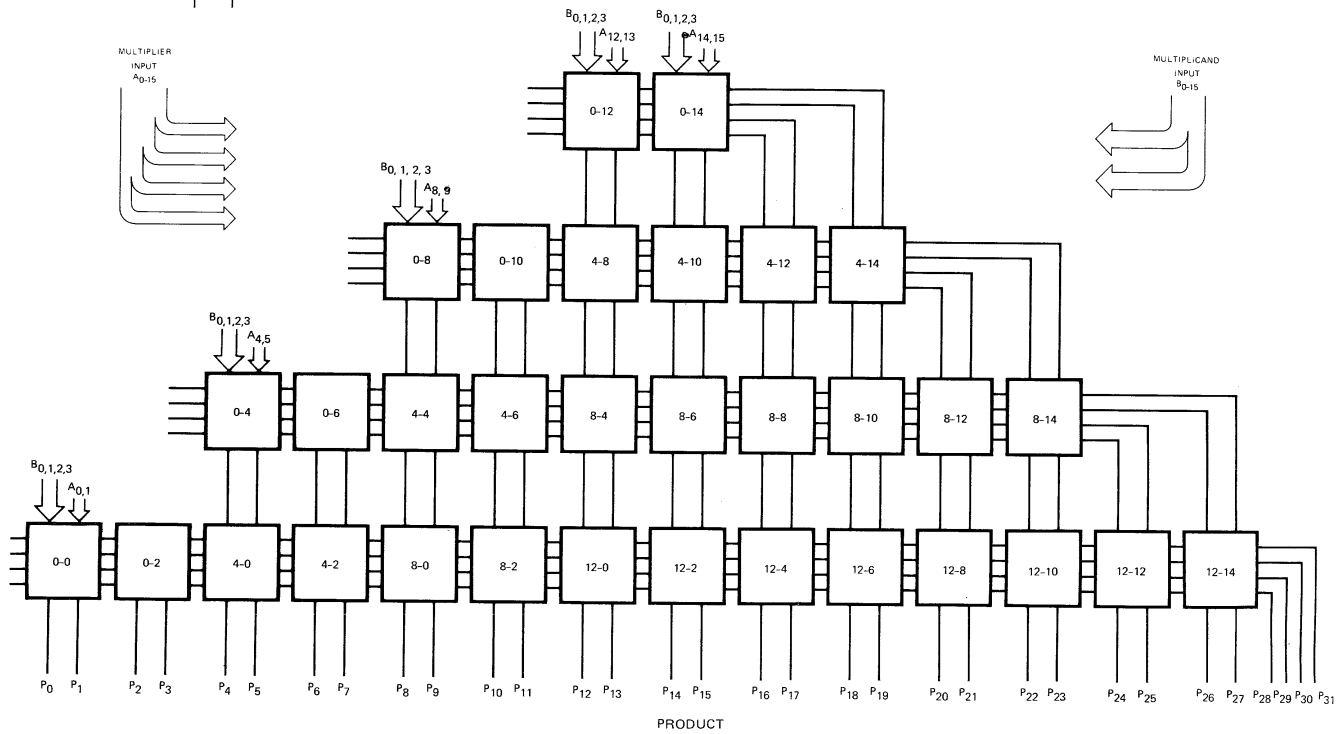 B0,1,2,3 A12,13 B0,1,2,3 A14,15
MULTIPLIER
INPUT
A0-15
MULTIPLICAND
INPUT
B0-15
0-12 0-14
B0, 1, 2, 3 A8, 9
0-8 0-10 4-8 4-10 4-12 4-14
B0,1,2,3 A4,5
0-4 0-6 4-4 4-6 8-4 8-6 8-8 8-10 8-12 8-14
B0,1,2,3 A0,1
0-0 0-2 4-0 4-2 8-0 8-2 12-0 12-2 12-4 12-6 12-8 12-10 12-12 12-14
P0 P1 P2 P3 P4 P5 P6 P7 P8 P9 P10 P11 P12 P13 P14 P15 P16 P17 P18 P19 P20 P21 P22 P23 P24 P25 P26 P27 P28 P29 P30 P31
PRODUCT